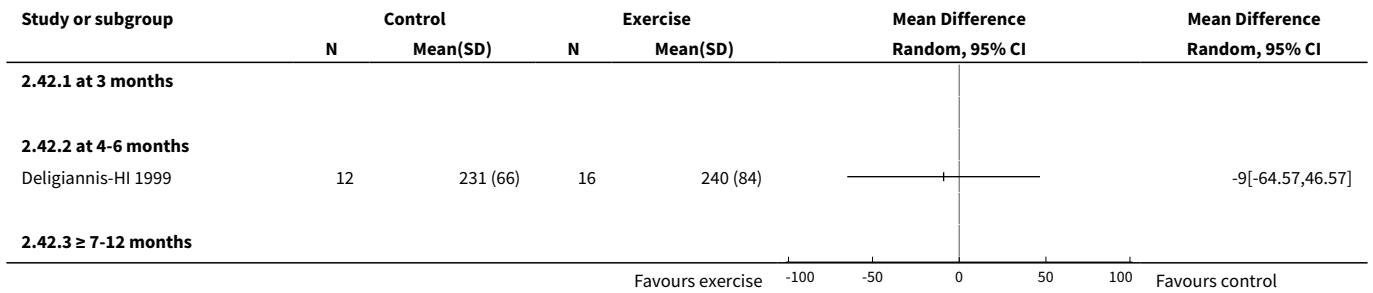 Study or subgroup Control Exercise Mean Difference Mean Difference
N Mean(SD) N Mean(SD) Random, 95% CI Random, 95% CI
2.42.1 at 3 months
2.42.2 at 4-6 months
Deligiannis-HI 1999 12 231 (66) 16 240 (84) -9[-64.57,46.57]
2.42.3 ≥ 7-12 months
Favours exercise -100 -50 0 50 100 Favours control